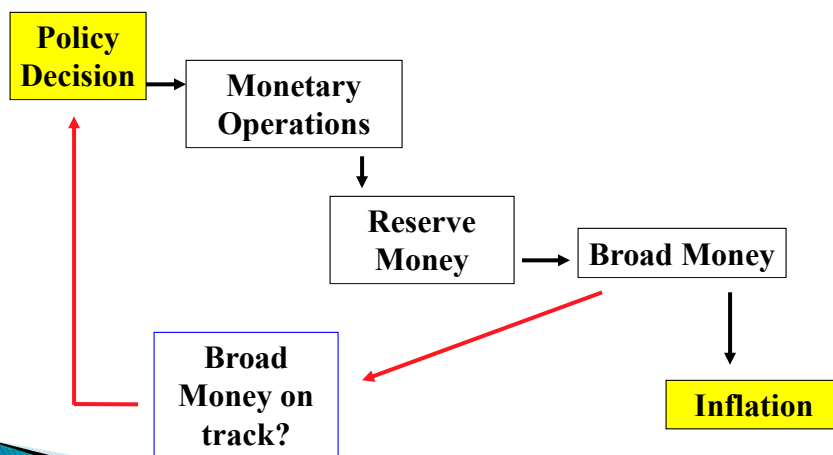 Policy
Decision
Monetary
Operations
Reserve
Money
Broad Money
Broad
Money on
track?
Inflation